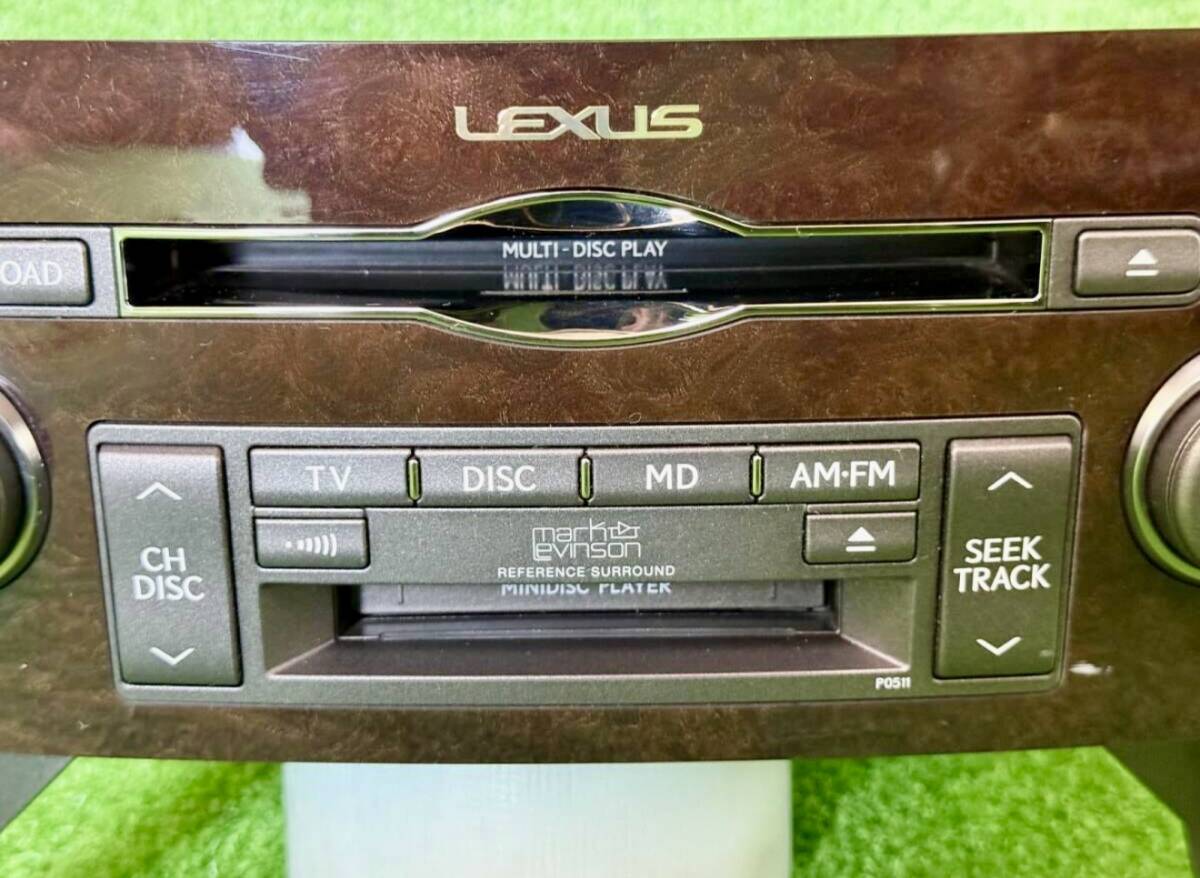 LEXUS
MULTI-DISC PLAY
OAD
TV DISC MD AM•FM
CH
DISC
mark
levinson
REFERENCE SURROUND
MINIDISC PLAYER
SEEK
TRACK
P0511